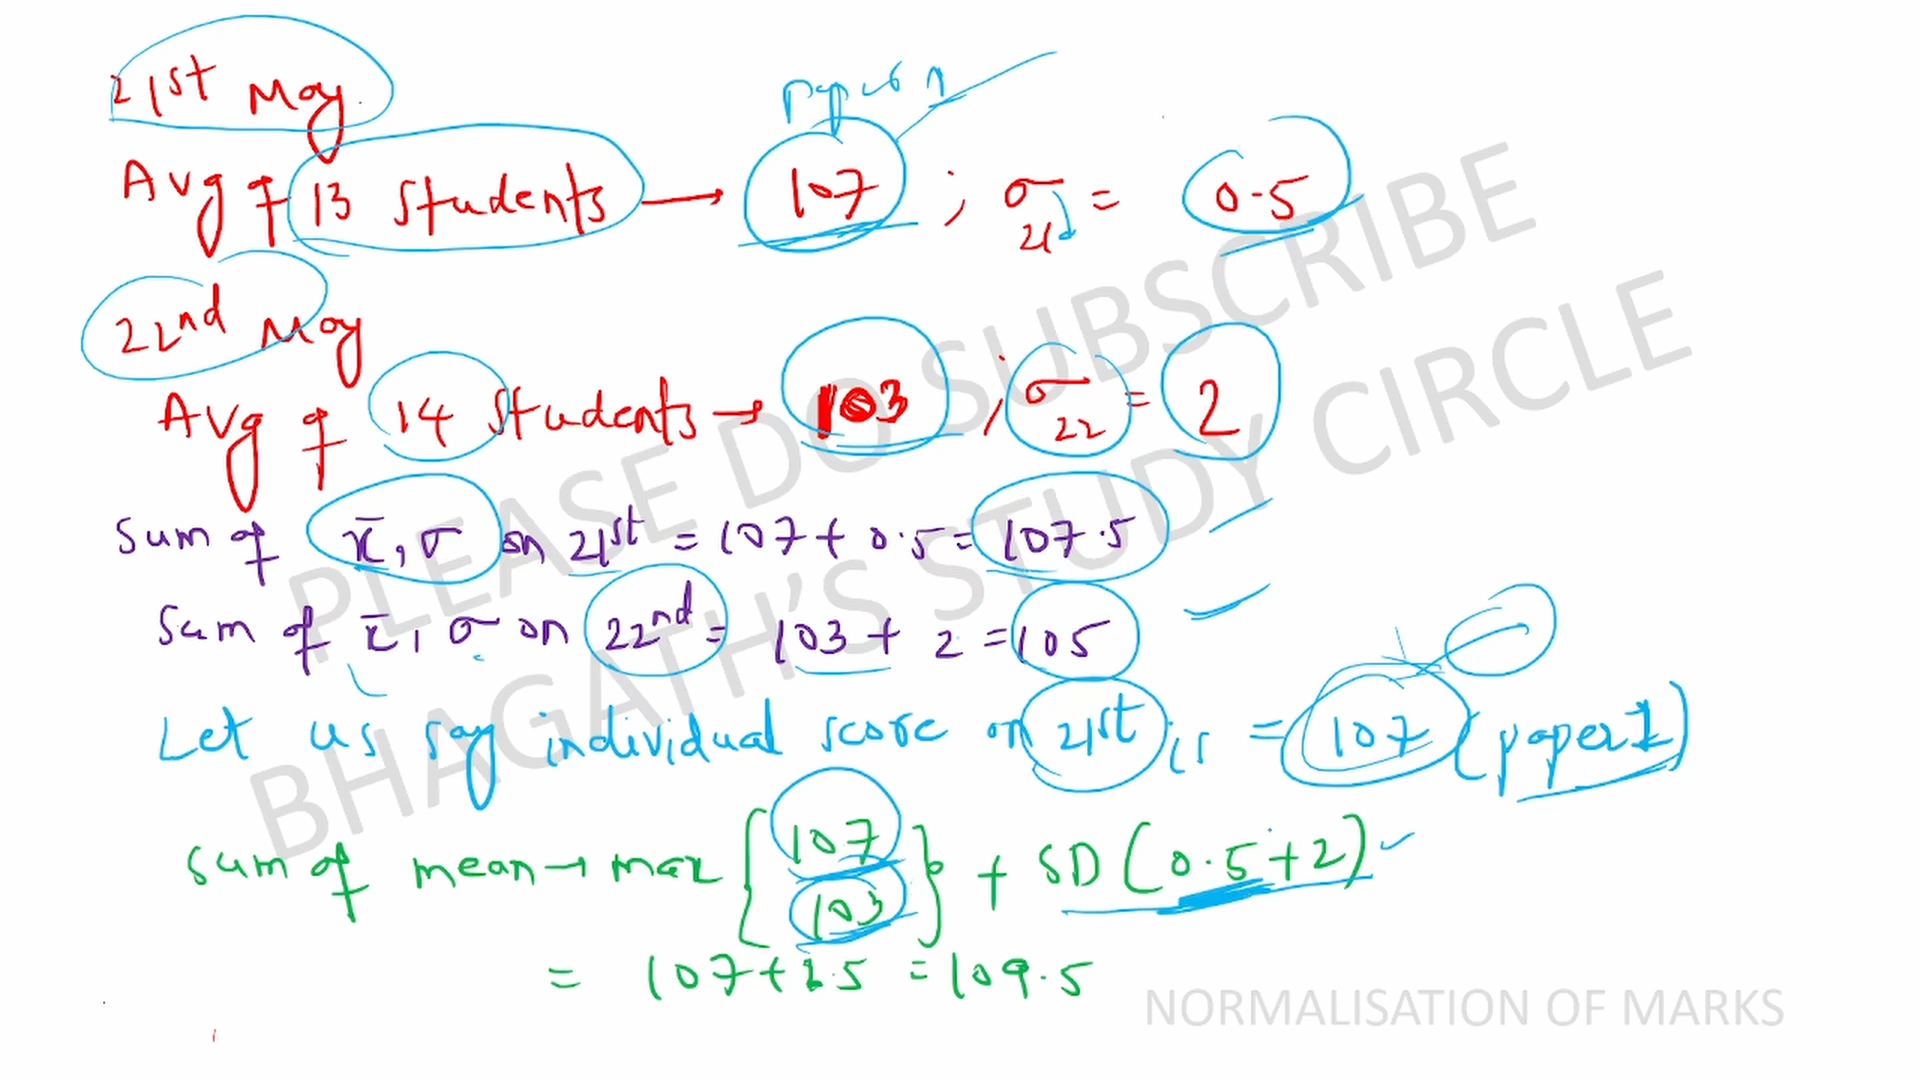 21st May
Paper 1
Avg of 13 Students → 107 ; σ 21st = 0.5
22nd May
Avg of 14 Students → 103 ; σ 22 = 2
Sum of x̄, σ on 21st = 107 + 0.5 = 107.5
Sum of x̄, σ on 22nd = 103 + 2 = 105
Let us say individual score on 21st is = 107 (paper 1)
Sum of mean → max { 107 103 } + SD (0.5+2)
= 107 + 2.5 = 109.5
PLEASE DO SUBSCRIBE
BHAGATH'S STUDY CIRCLE
NORMALISATION OF MARKS